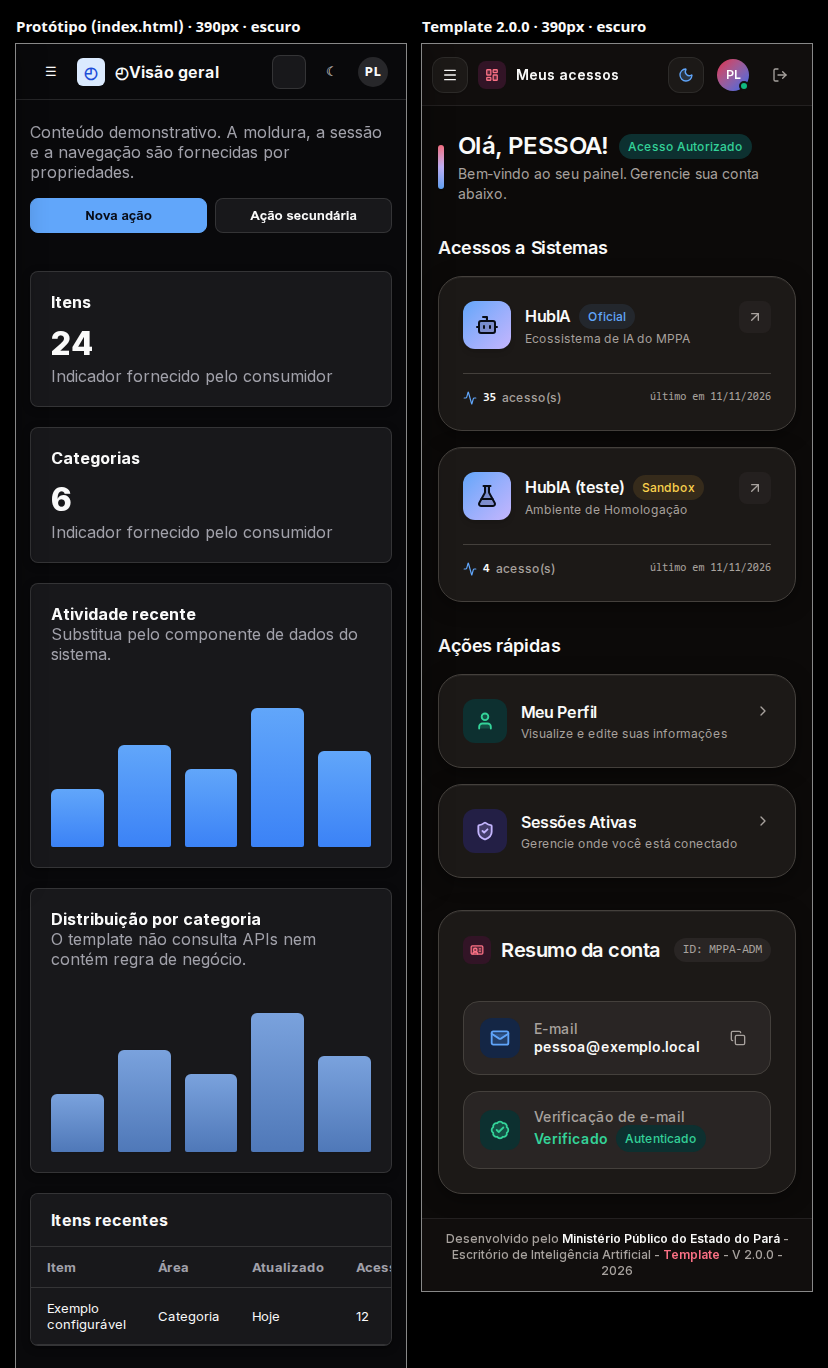 Protótipo (index.html) · 390px · escuro
☰ ◴ ◴Visão geral ☾ PL
Conteúdo demonstrativo. A moldura, a sessão
e a navegação são fornecidas por
propriedades.
Nova ação Ação secundária
Itens
24
Indicador fornecido pelo consumidor
Categorias
6
Indicador fornecido pelo consumidor
Atividade recente
Substitua pelo componente de dados do
sistema.
Distribuição por categoria
O template não consulta APIs nem
contém regra de negócio.
Itens recentes
Item Área Atualizado Aces
Exemplo
configurável Categoria Hoje 12
Template 2.0.0 · 390px · escuro
Meus acessos PL
Olá, PESSOA! Acesso Autorizado
Bem-vindo ao seu painel. Gerencie sua conta
abaixo.
Acessos a Sistemas
HubIA Oficial
Ecossistema de IA do MPPA
35 acesso(s) último em 11/11/2026
HubIA (teste) Sandbox
Ambiente de Homologação
4 acesso(s) último em 11/11/2026
Ações rápidas
Meu Perfil
Visualize e edite suas informações
Sessões Ativas
Gerencie onde você está conectado
Resumo da conta ID: MPPA-ADM
E-mail
pessoa@exemplo.local
Verificação de e-mail
Verificado Autenticado
Desenvolvido pelo Ministério Público do Estado do Pará -
Escritório de Inteligência Artificial - Template - V 2.0.0 -
2026